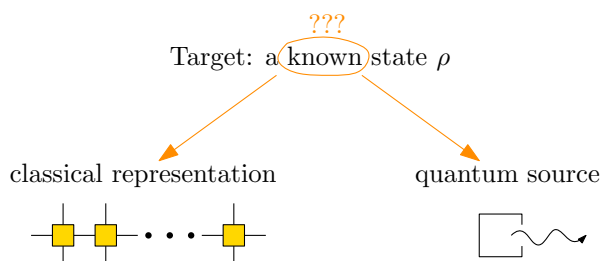 ???
Target: a known state ρ
classical representation
quantum source